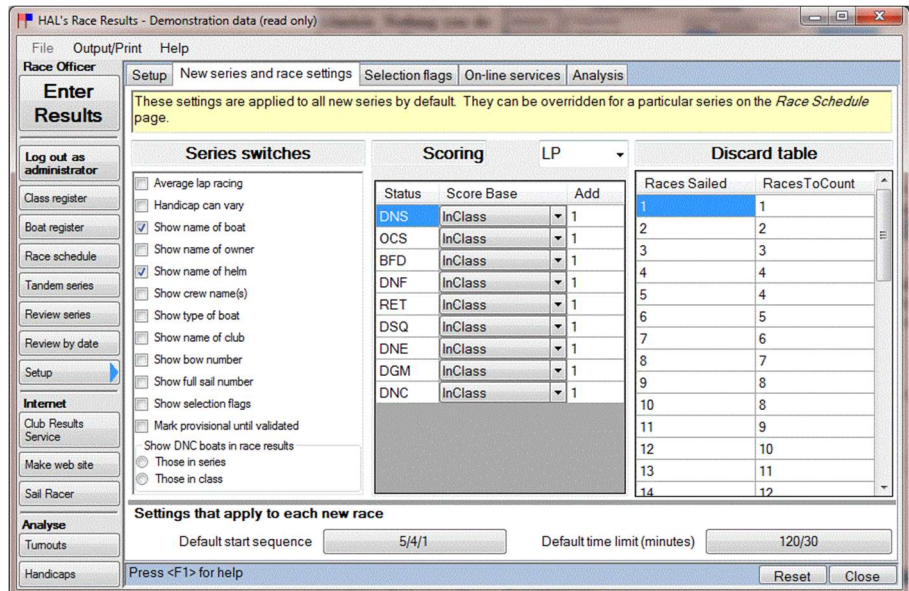 HAL's Race Results - Demonstration data (read only)
File Output/Print Help
Race Officer
Enter
Results
Log out as
administrator
Class register
Boat register
Race schedule
Tandem series
Review series
Review by date
Setup
Internet
Club Results
Service
Make web site
Sail Racer
Analyse
Turnouts
Handicaps
Setup New series and race settings Selection flags On-line services Analysis
These settings are applied to all new series by default. They can be overridden for a particular series on the Race Schedule
page.
Series switches
Average lap racing
Handicap can vary
Show name of boat
Show name of owner
Show name of helm
Show crew name(s)
Show type of boat
Show name of club
Show bow number
Show full sail number
Show selection flags
Mark provisional until validated
Show DNC boats in race results
Those in series
Those in class
Scoring LP
Status Score Base Add
DNS InClass 1
OCS InClass 1
BFD InClass 1
DNF InClass 1
RET InClass 1
DSQ InClass 1
DNE InClass 1
DGM InClass 1
DNC InClass 1
Discard table
Races Sailed RacesToCount
1 1
2 2
3 3
4 4
5 4
6 5
7 6
8 7
9 8
10 8
11 9
12 10
13 11
14 12
Settings that apply to each new race
Default start sequence 5/4/1 Default time limit (minutes) 120/30
Press <F1> for help Reset Close